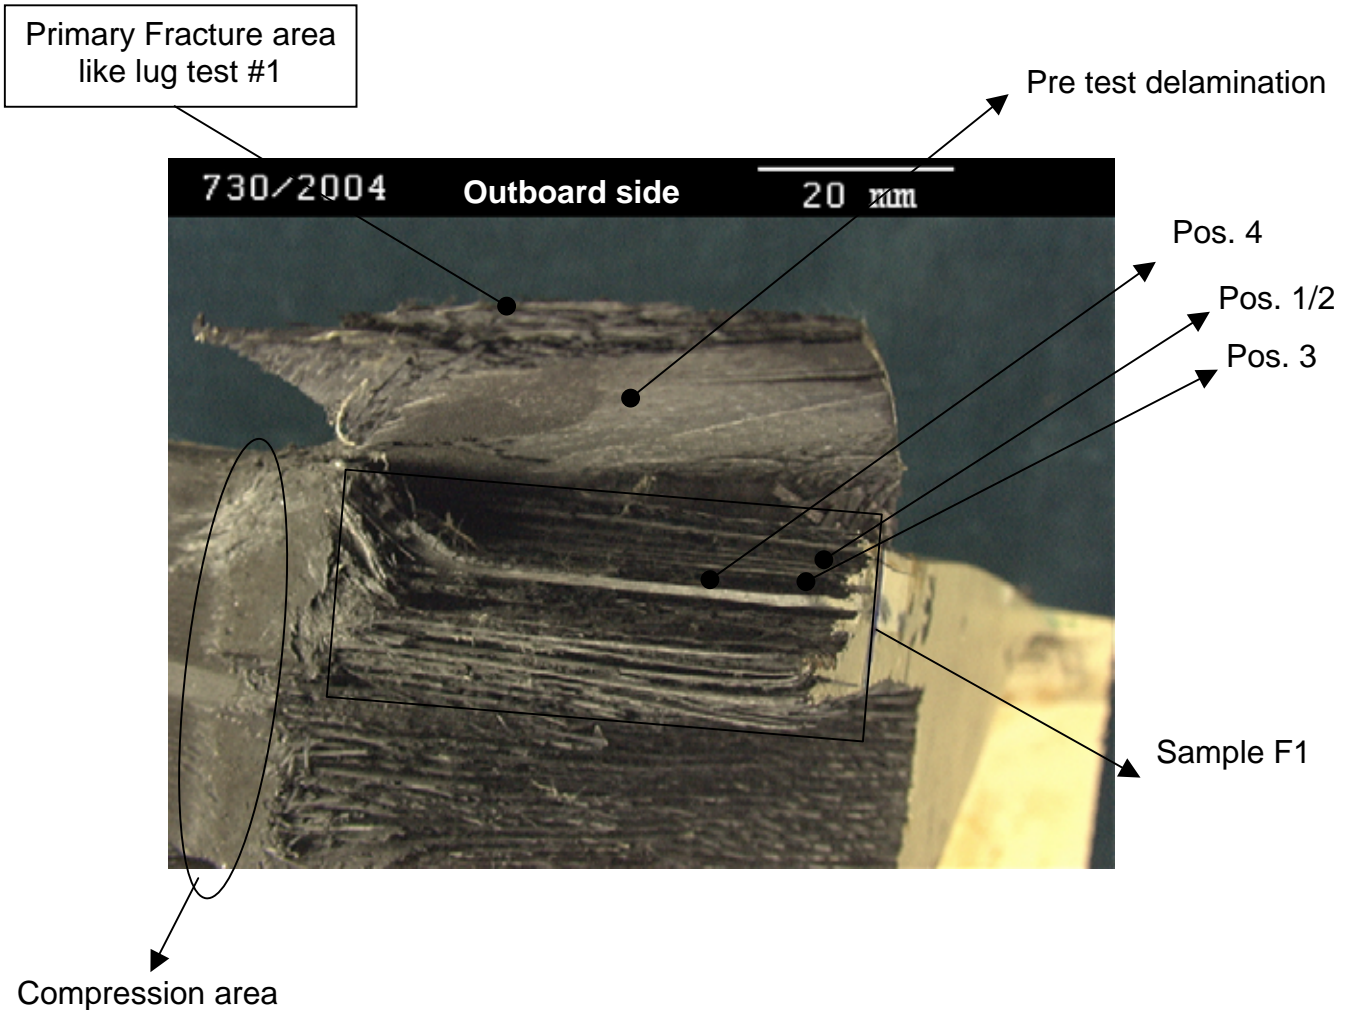 Primary Fracture area
like lug test #1
Pre test delamination
730/2004
Outboard side
20 mm
Pos. 4
Pos. 1/2
Pos. 3
Sample F1
Compression area